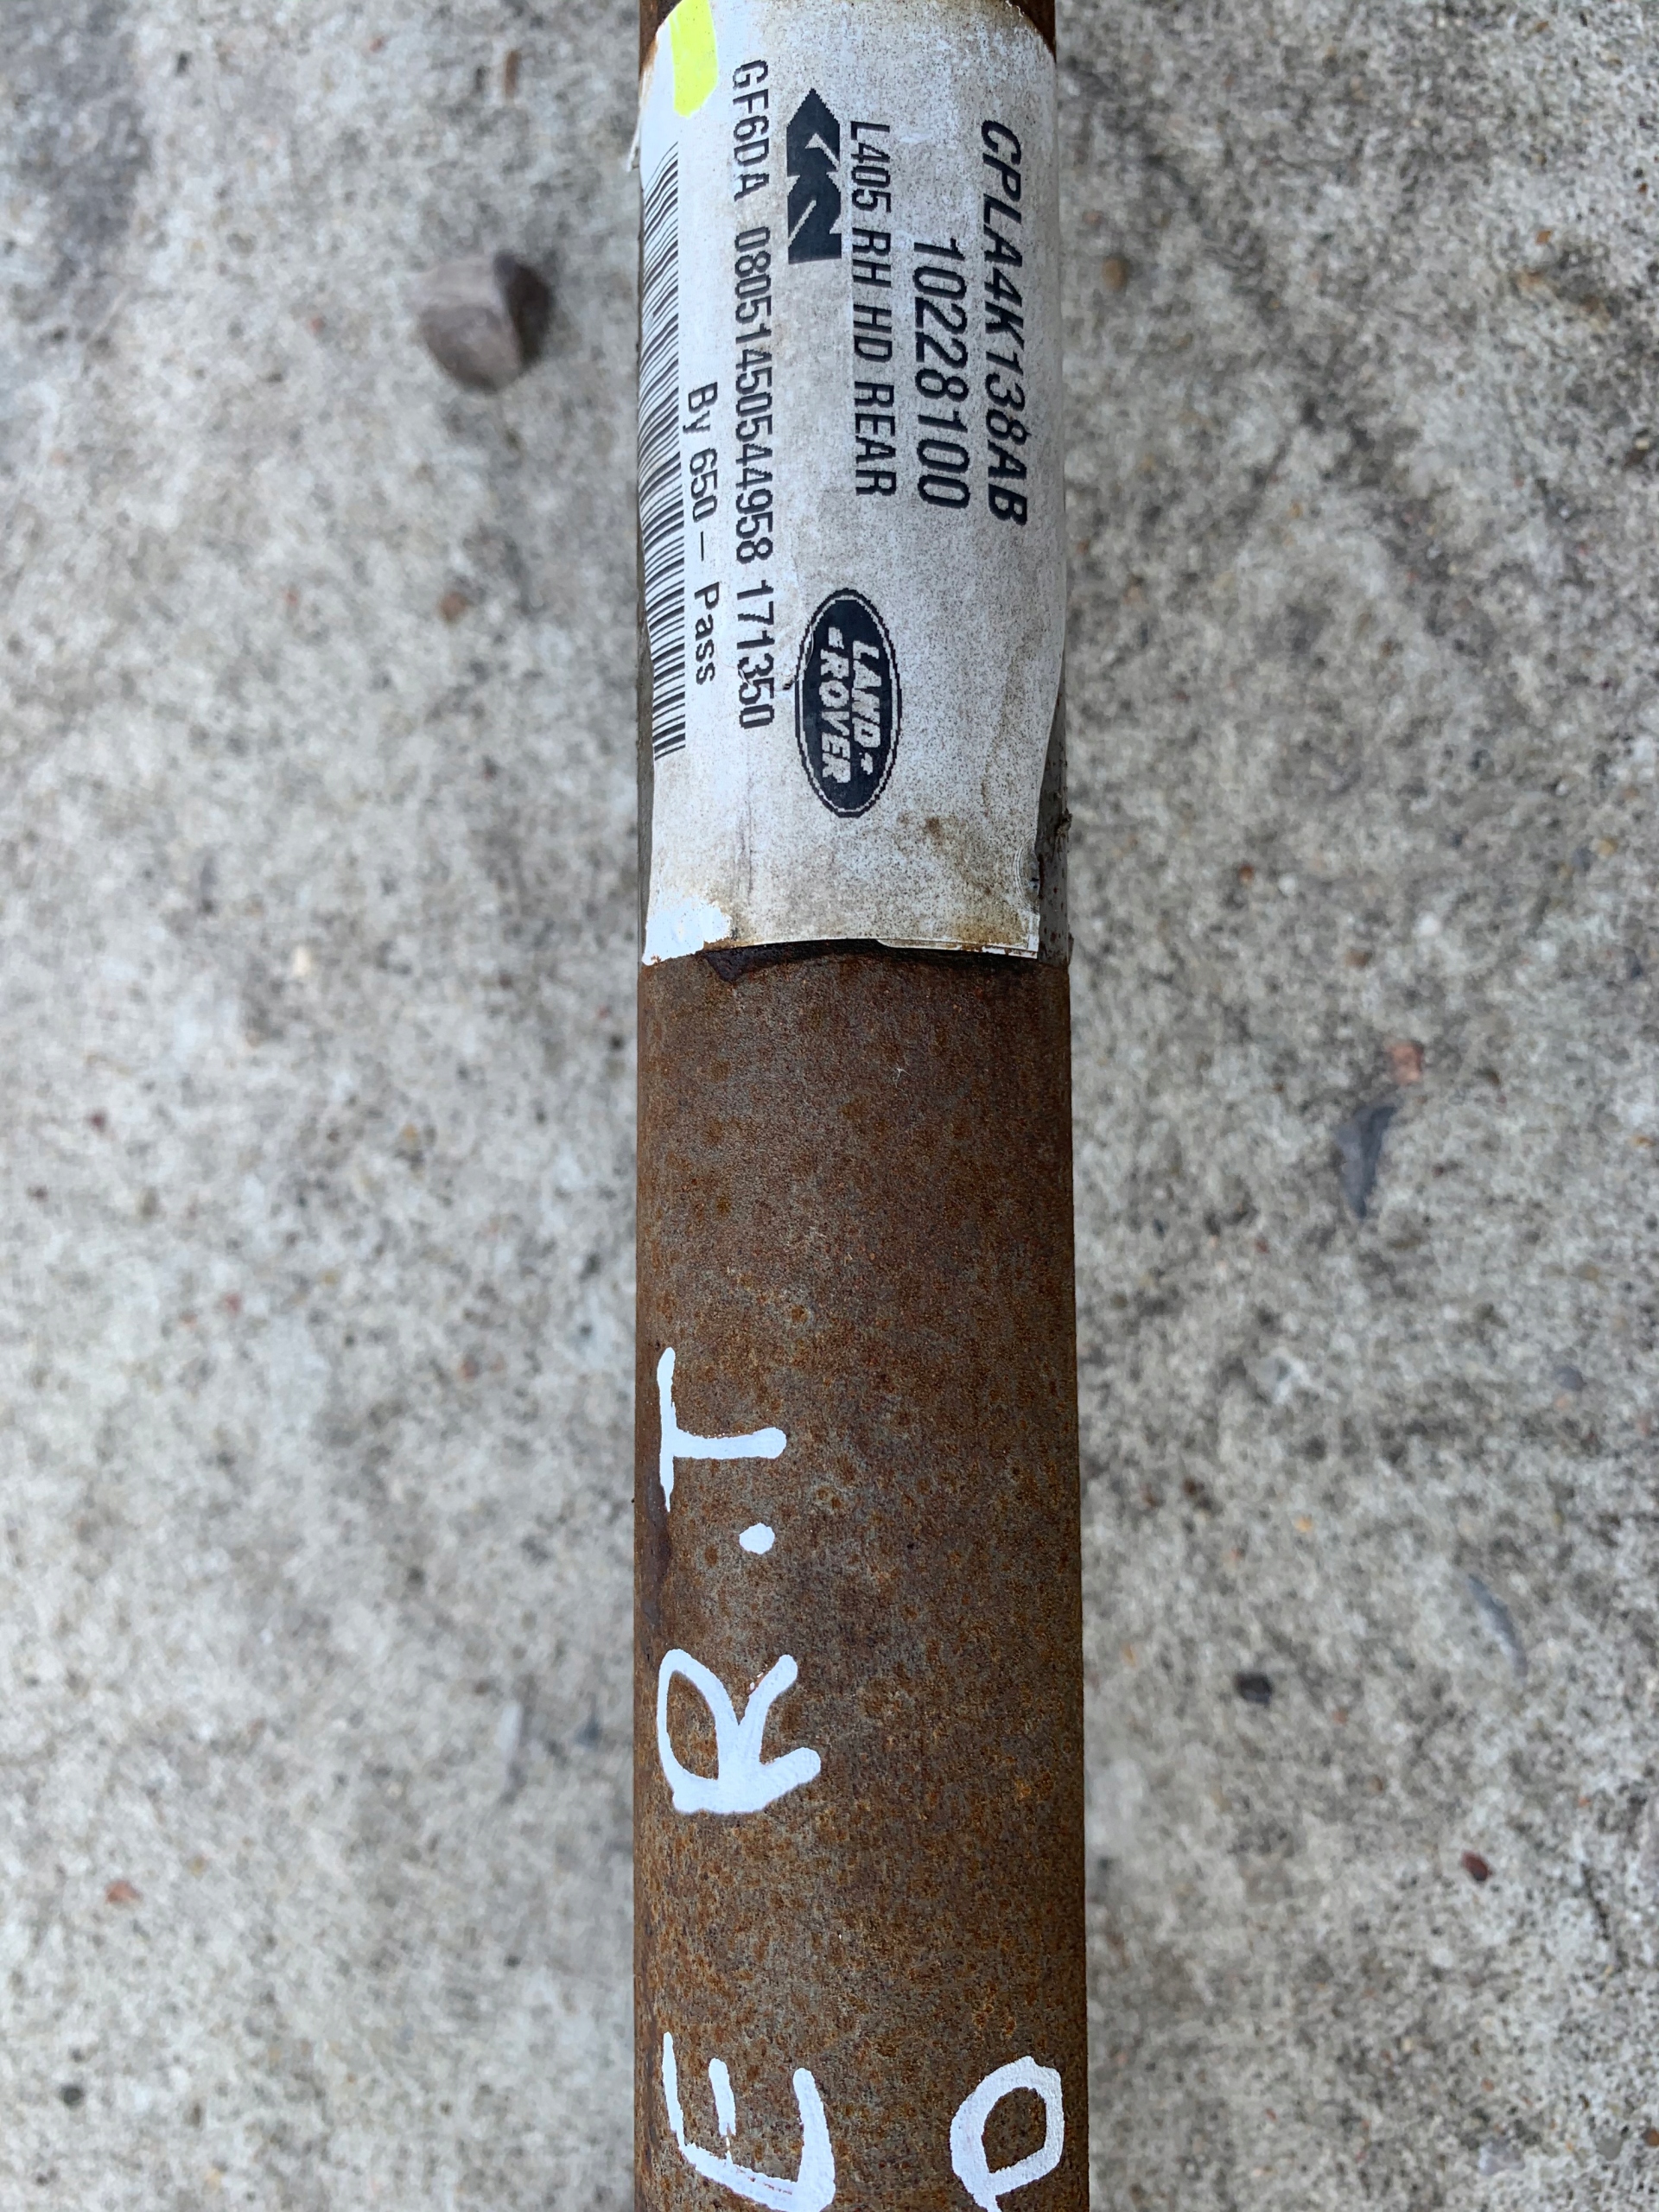 CPLA4K138AB
10228100
L405 RH HD REAR
LAND
ROVER
GF6DA 08051450544958 171350
By 650 - Pass
T
.
R
E